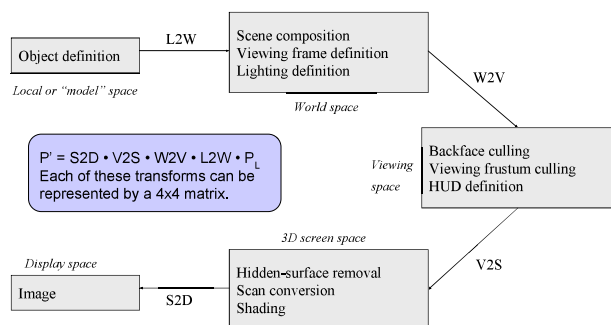 L2W
Object definition
Local or “model” space
Scene composition
Viewing frame definition
Lighting definition
World space
W2V
P' = S2D • V2S • W2V • L2W • P_L
Each of these transforms can be
represented by a 4x4 matrix.
Viewing
space
Backface culling
Viewing frustum culling
HUD definition
V2S
3D screen space
Hidden-surface removal
Scan conversion
Shading
S2D
Display space
Image